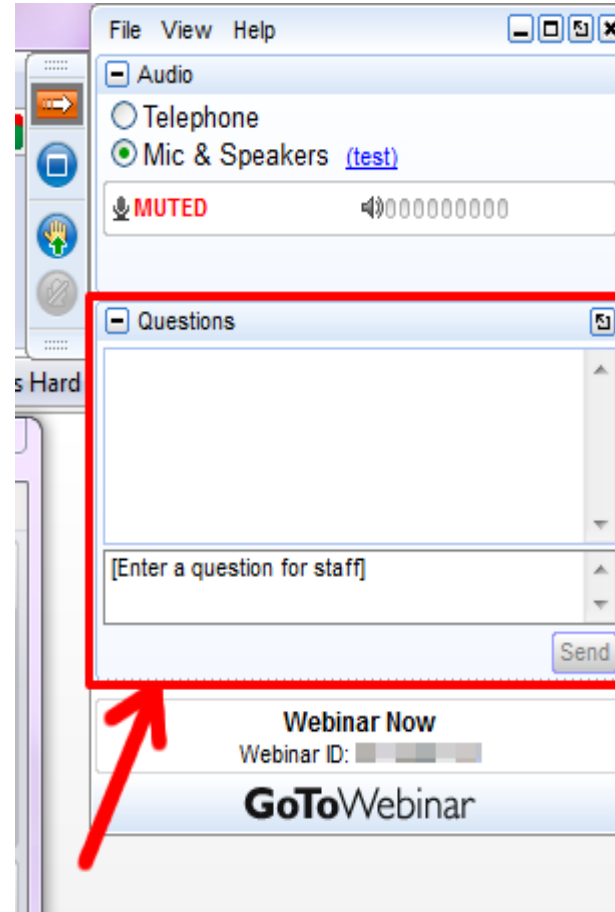 File View Help
Audio
Telephone
Mic & Speakers (test)
MUTED 000000000
Questions
s Hard
[Enter a question for staff]
Send
Webinar Now
Webinar ID:
GoToWebinar